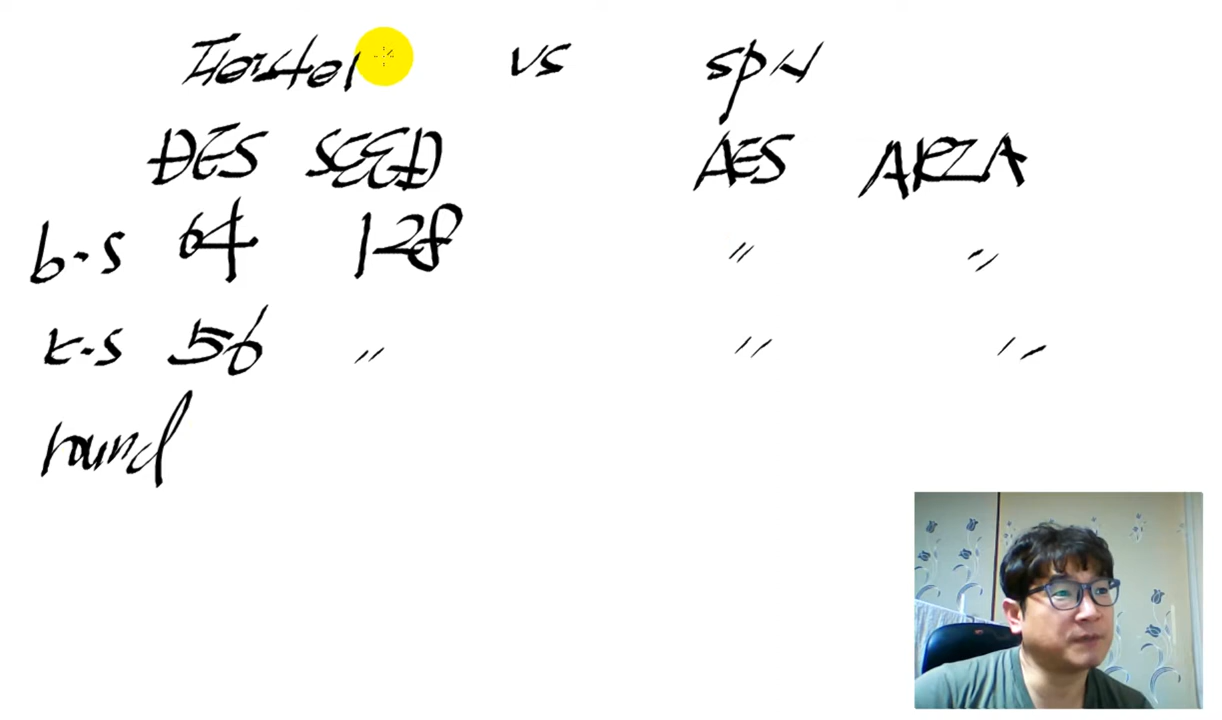 Feistel vs SPN
DES SEED AES ARIA
b-s 64 128 〃 〃
k-s 56 〃 〃 〃
round